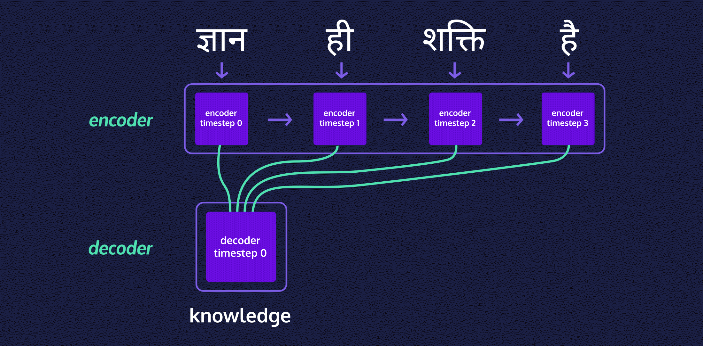 ज्ञान ही शक्ति है
encoder
encoder
timestep 0
encoder
timestep 1
encoder
timestep 2
encoder
timestep 3
decoder
decoder
timestep 0
knowledge